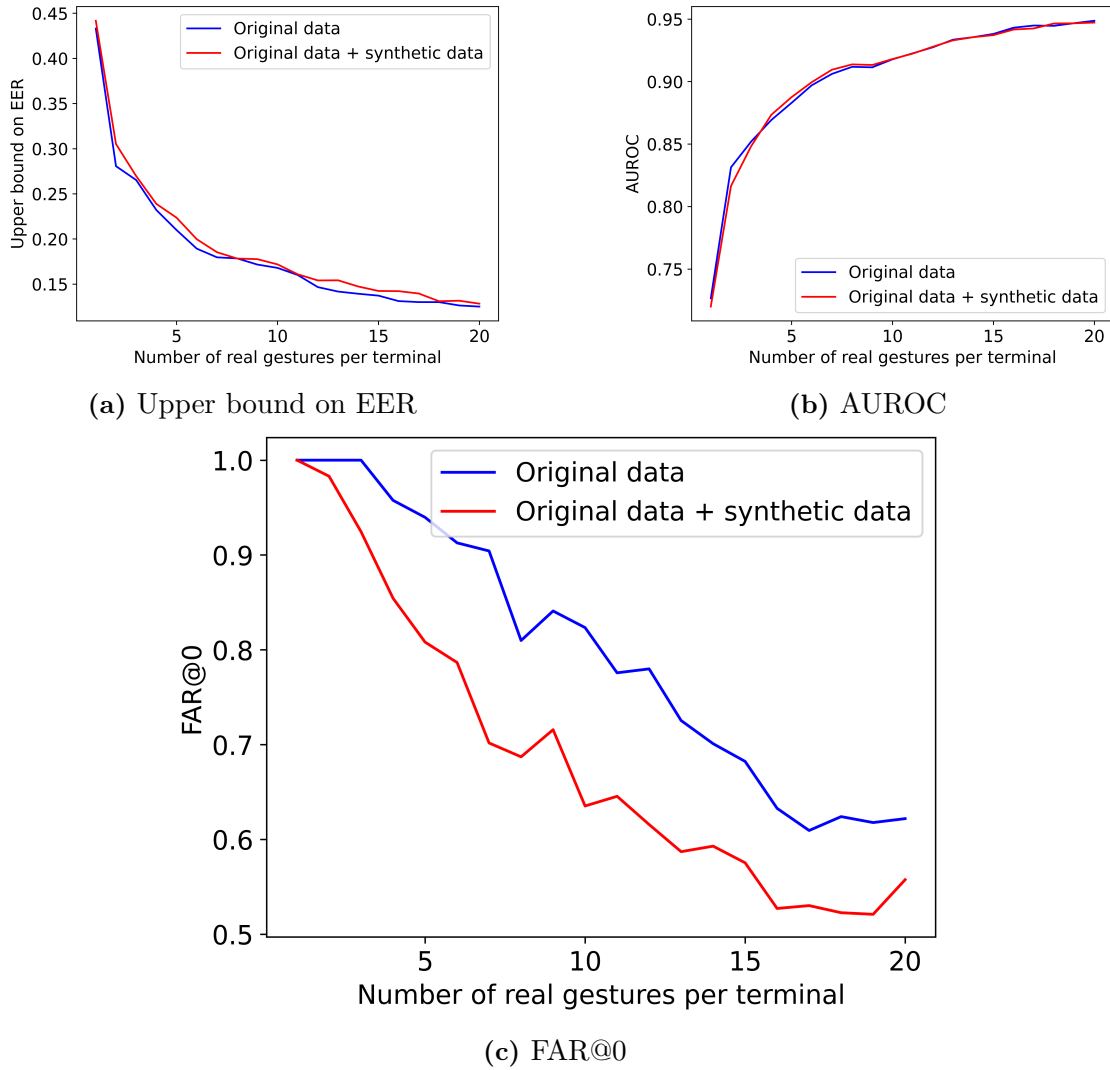 0.45
0.40
0.35
0.30
0.25
0.20
0.15
Upper bound on EER
Original data
Original data + synthetic data
5 10 15 20
Number of real gestures per terminal
(a) Upper bound on EER
0.95
0.90
0.85
0.80
0.75
AUROC
Original data
Original data + synthetic data
5 10 15 20
Number of real gestures per terminal
(b) AUROC
1.0
0.9
0.8
0.7
0.6
0.5
FAR@0
Original data
Original data + synthetic data
5 10 15 20
Number of real gestures per terminal
(c) FAR@0